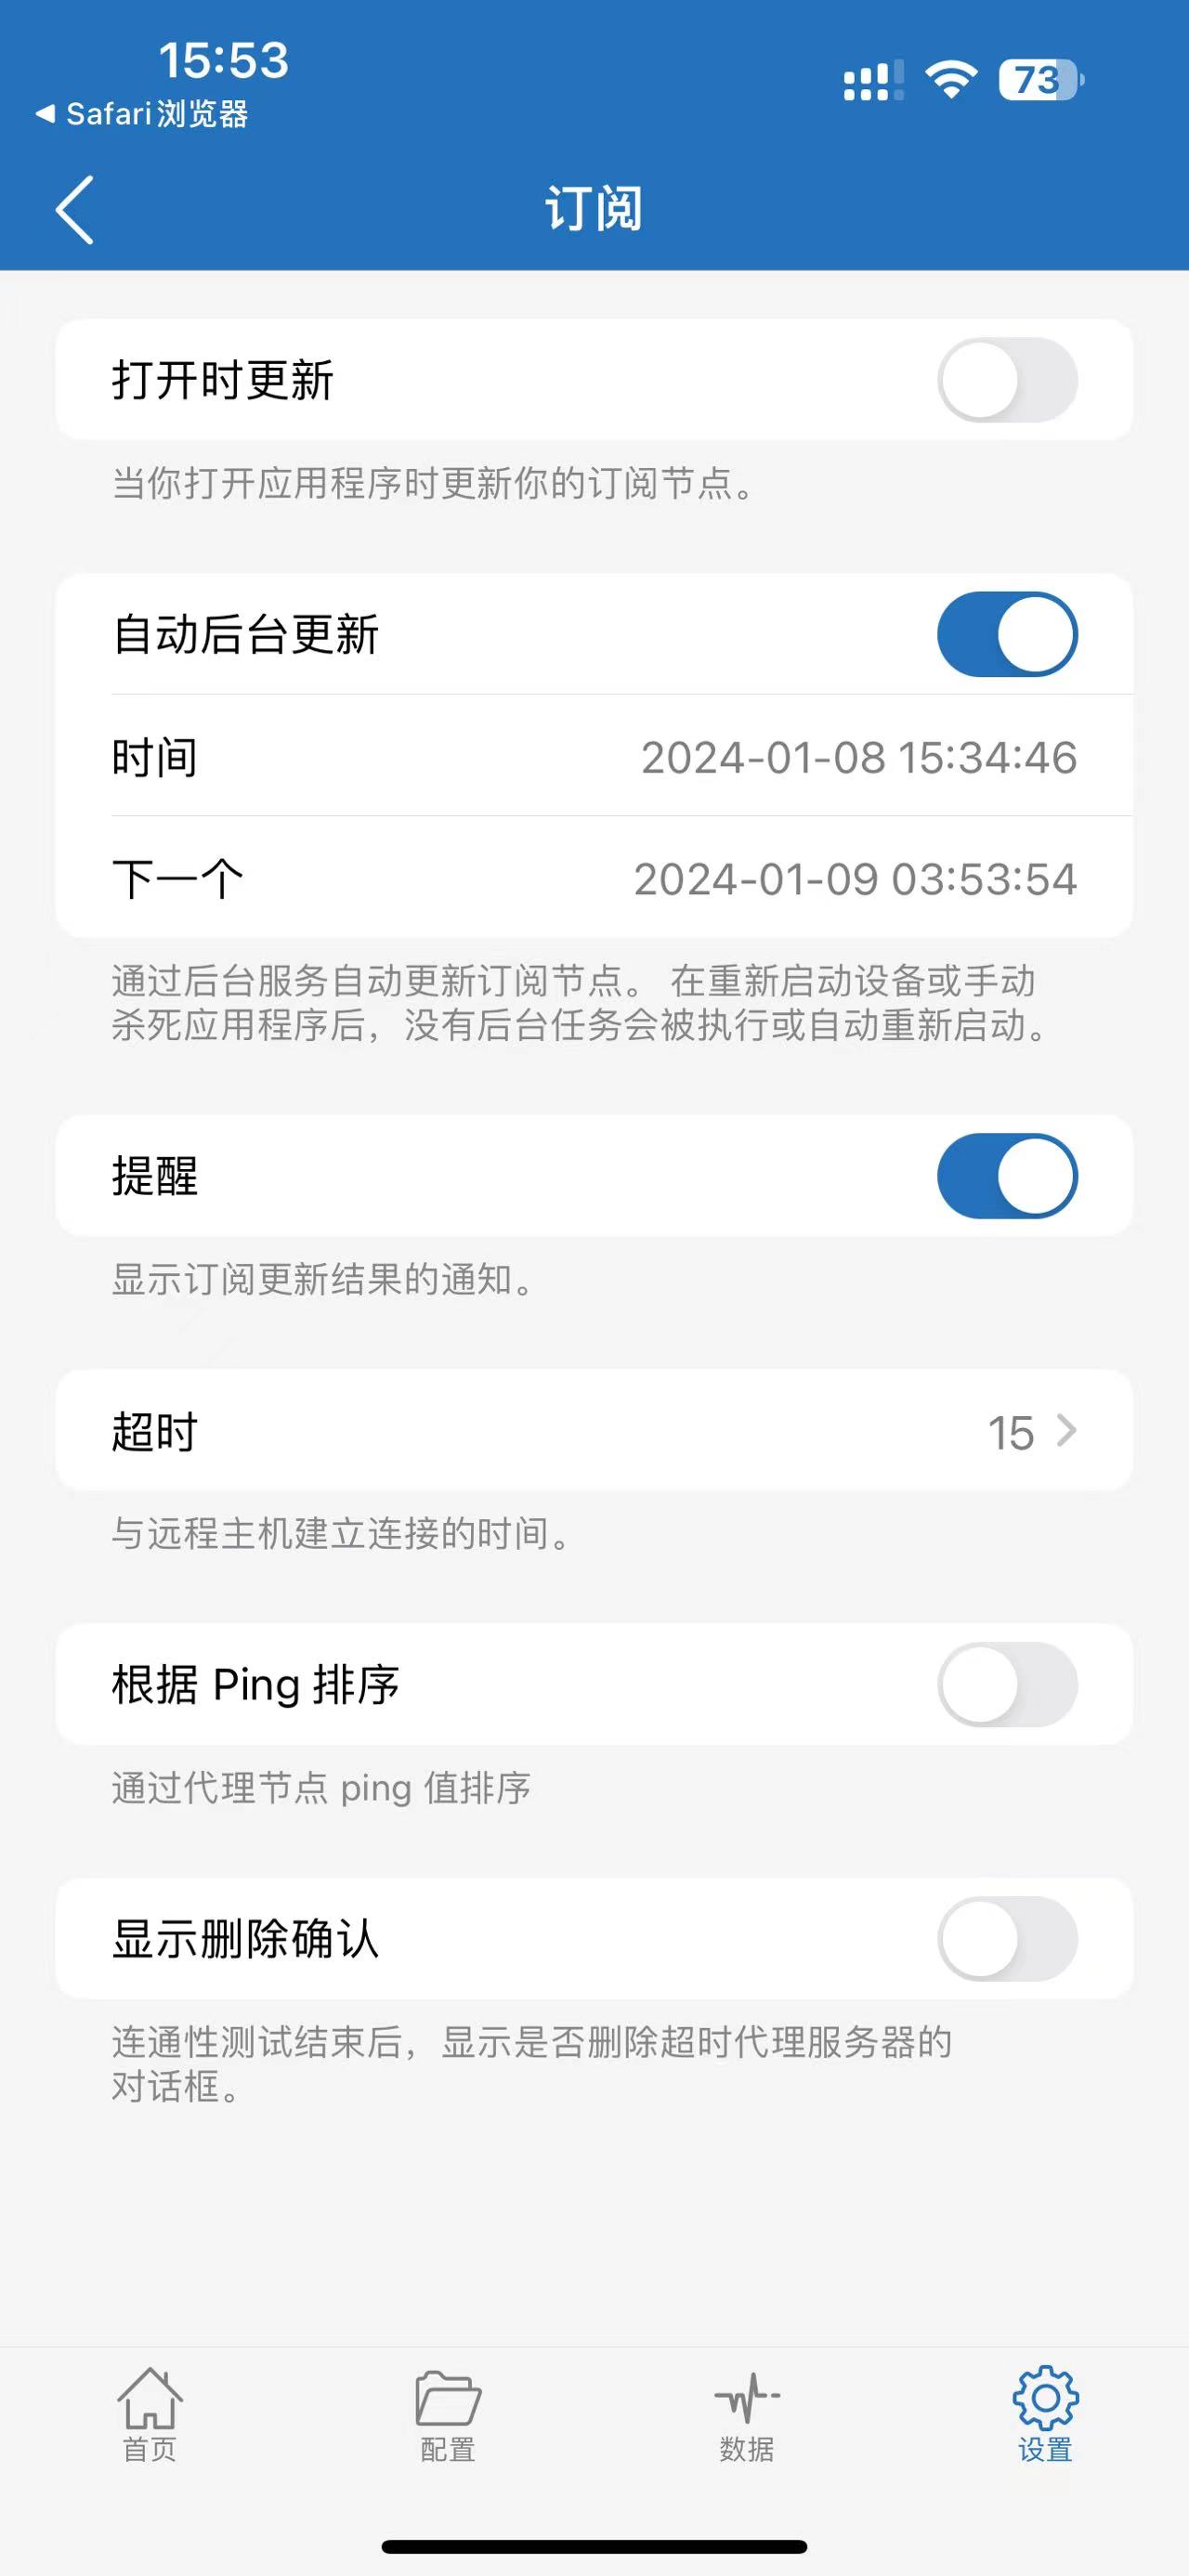 15:53
73
◀ Safari浏览器
订阅
打开时更新
当你打开应用程序时更新你的订阅节点。
自动后台更新
时间 2024-01-08 15:34:46
下一个 2024-01-09 03:53:54
通过后台服务自动更新订阅节点。 在重新启动设备或手动
杀死应用程序后，没有后台任务会被执行或自动重新启动。
提醒
显示订阅更新结果的通知。
超时 15
与远程主机建立连接的时间。
根据 Ping 排序
通过代理节点 ping 值排序
显示删除确认
连通性测试结束后，显示是否删除超时代理服务器的
对话框。
首页 配置 数据 设置